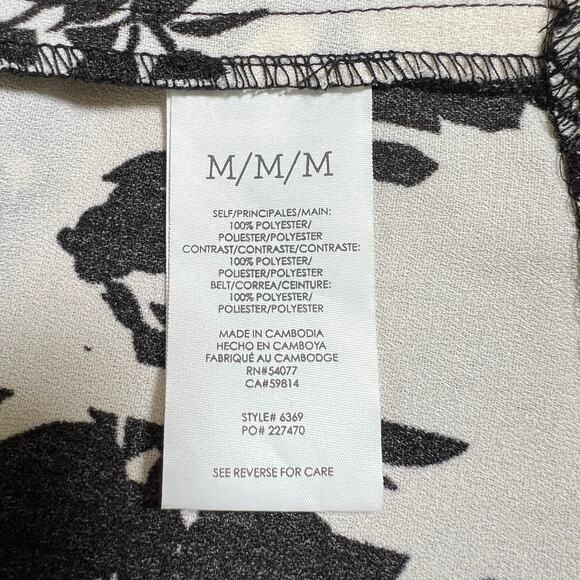 M/M/M
SELF/PRINCIPALES/MAIN:
100% POLYESTER/
POLIESTER/POLYESTER
CONTRAST/CONTRASTE/CONTRASTE:
100% POLYESTER/
POLIESTER/POLYESTER
BELT/CORREA/CEINTURE:
100% POLYESTER/
POLIESTER/POLYESTER
MADE IN CAMBODIA
HECHO EN CAMBOYA
FABRIQUÉ AU CAMBODGE
RN#54077
CA#59814
STYLE# 6369
PO# 227470
SEE REVERSE FOR CARE